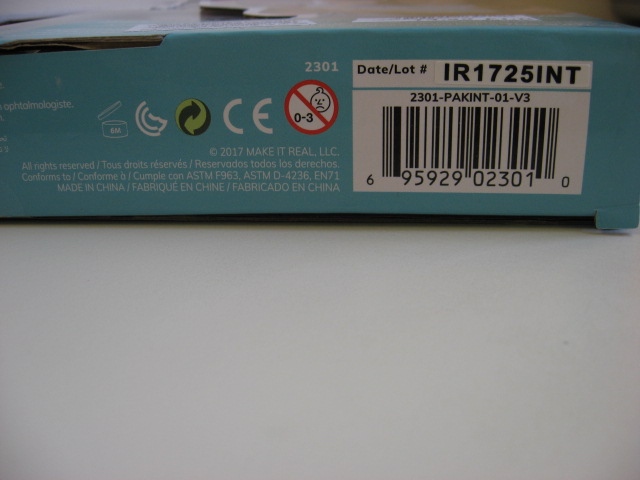 2301
Date/Lot # IR1725INT
2301-PAKINT-01-V3
6 95929 02301 0
ophtalmologiste,
6M
CE
0-3
© 2017 MAKE IT REAL, LLC.
All rights reserved / Tous droits réservés / Reservados todos los derechos.
Conforms to / Conforme à / Cumple con ASTM F963, ASTM D-4236, EN71
MADE IN CHINA / FABRIQUÉ EN CHINE / FABRICADO EN CHINA